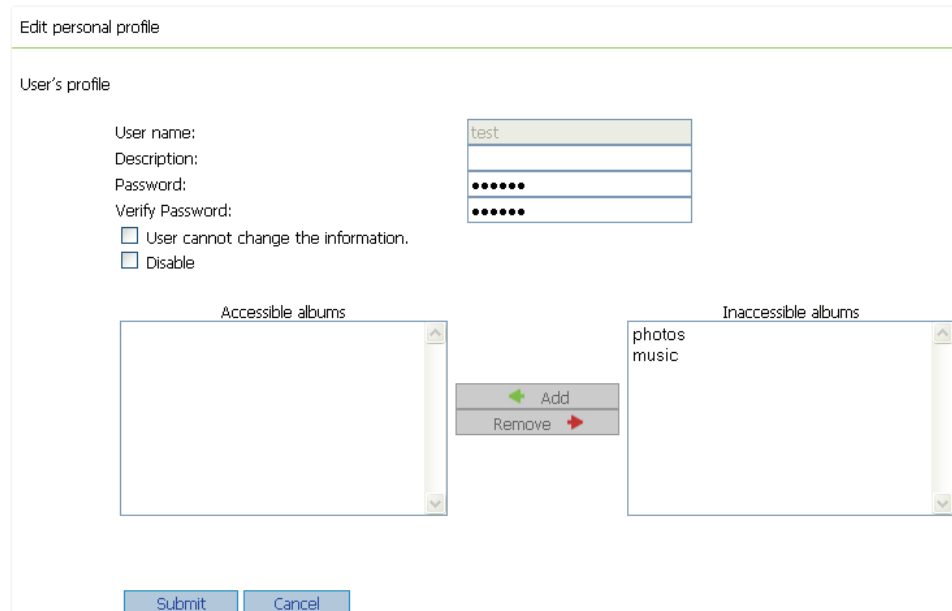 Edit personal profile
User's profile
User name: test
Description:
Password: ●●●●●●
Verify Password: ●●●●●●
User cannot change the information.
Disable
Accessible albums
Inaccessible albums
photos
music
Add
Remove
Submit Cancel